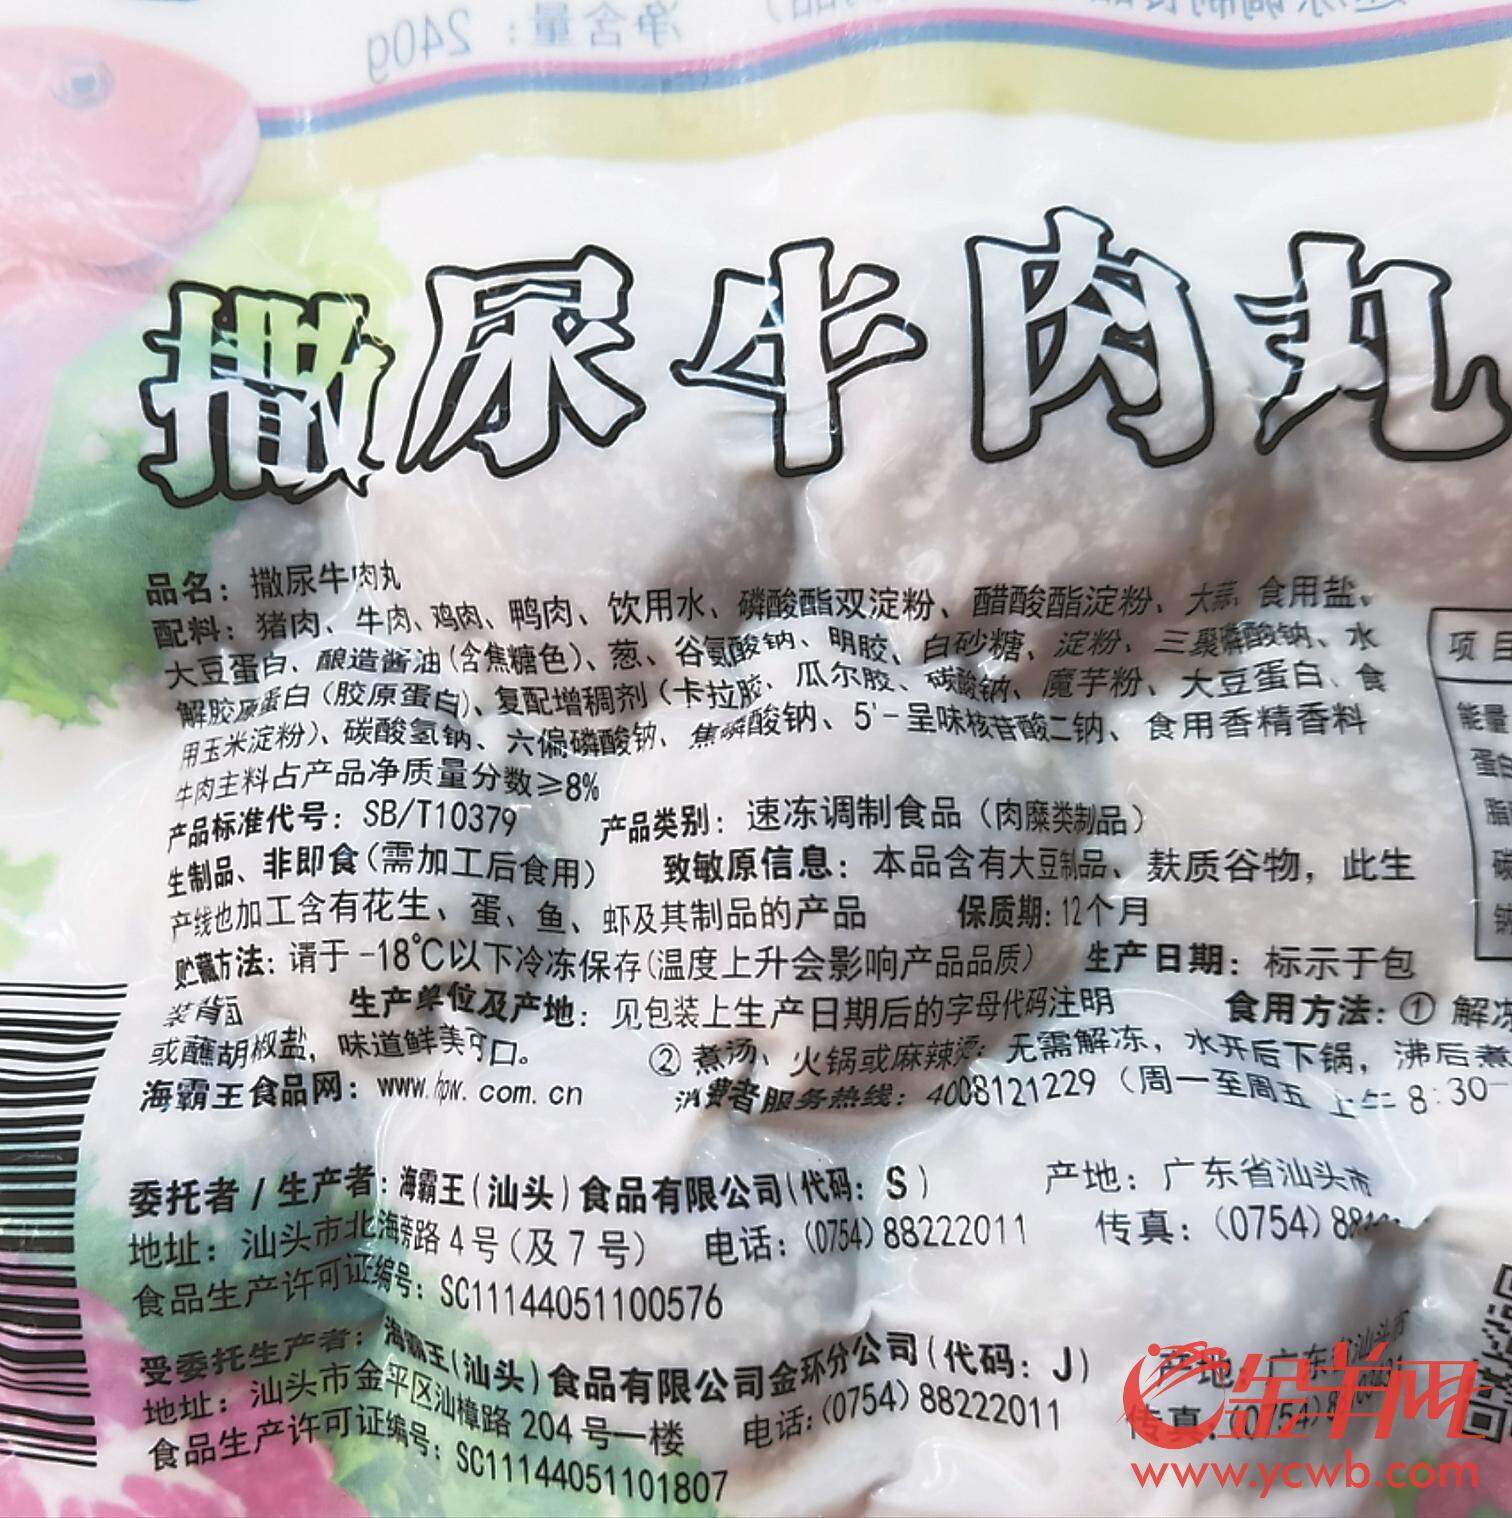 净含量：240g
撒尿牛肉丸
品名：撒尿牛肉丸
配料：猪肉、牛肉、鸡肉、鸭肉、饮用水、磷酸酯双淀粉、醋酸酯淀粉、大蒜、食用盐、
大豆蛋白、酿造酱油(含焦糖色)、葱、谷氨酸钠、明胶、白砂糖、淀粉、三聚磷酸钠、水
解胶原蛋白（胶原蛋白)、复配增稠剂（卡拉胶、瓜尔胶、碳酸钠、魔芋粉、大豆蛋白、食
用玉米淀粉)、碳酸氢钠、六偏磷酸钠、焦磷酸钠、5'-呈味核苷酸二钠、食用香精香料
牛肉主料占产品净质量分数≥8%
产品标准代号：SB/T10379 产品类别：速冻调制食品（肉糜类制品）
生制品、非即食(需加工后食用) 致敏原信息：本品含有大豆制品、麸质谷物，此生
产线也加工含有花生、蛋、鱼、虾及其制品的产品 保质期：12个月
贮藏方法：请于-18℃以下冷冻保存(温度上升会影响产品品质) 生产日期：标示于包
装背面 生产单位及产地：见包装上生产日期后的字母代码注明 食用方法：① 解冻
或蘸胡椒盐，味道鲜美可口。 ② 煮汤、火锅或麻辣烫：无需解冻，水开后下锅，沸后煮
海霸王食品网：www.hpw.com.cn 消费者服务热线：4008121229（周一至周五 上午 8:30-
委托者/生产者：海霸王(汕头)食品有限公司(代码：S) 产地：广东省汕头市
地址：汕头市北海旁路4号(及7号) 电话：(0754)88222011 传真：(0754)88
食品生产许可证编号：SC11144051100576
受委托生产者：海霸王(汕头)食品有限公司金环分公司(代码：J) 产地：广东省汕头市
地址：汕头市金平区汕樟路204号一楼 电话：(0754)88222011 传真：(0754)
食品生产许可证编号：SC11144051101807
项目
能量
蛋白
脂
碳
钠
金羊网
www.ycwb.com